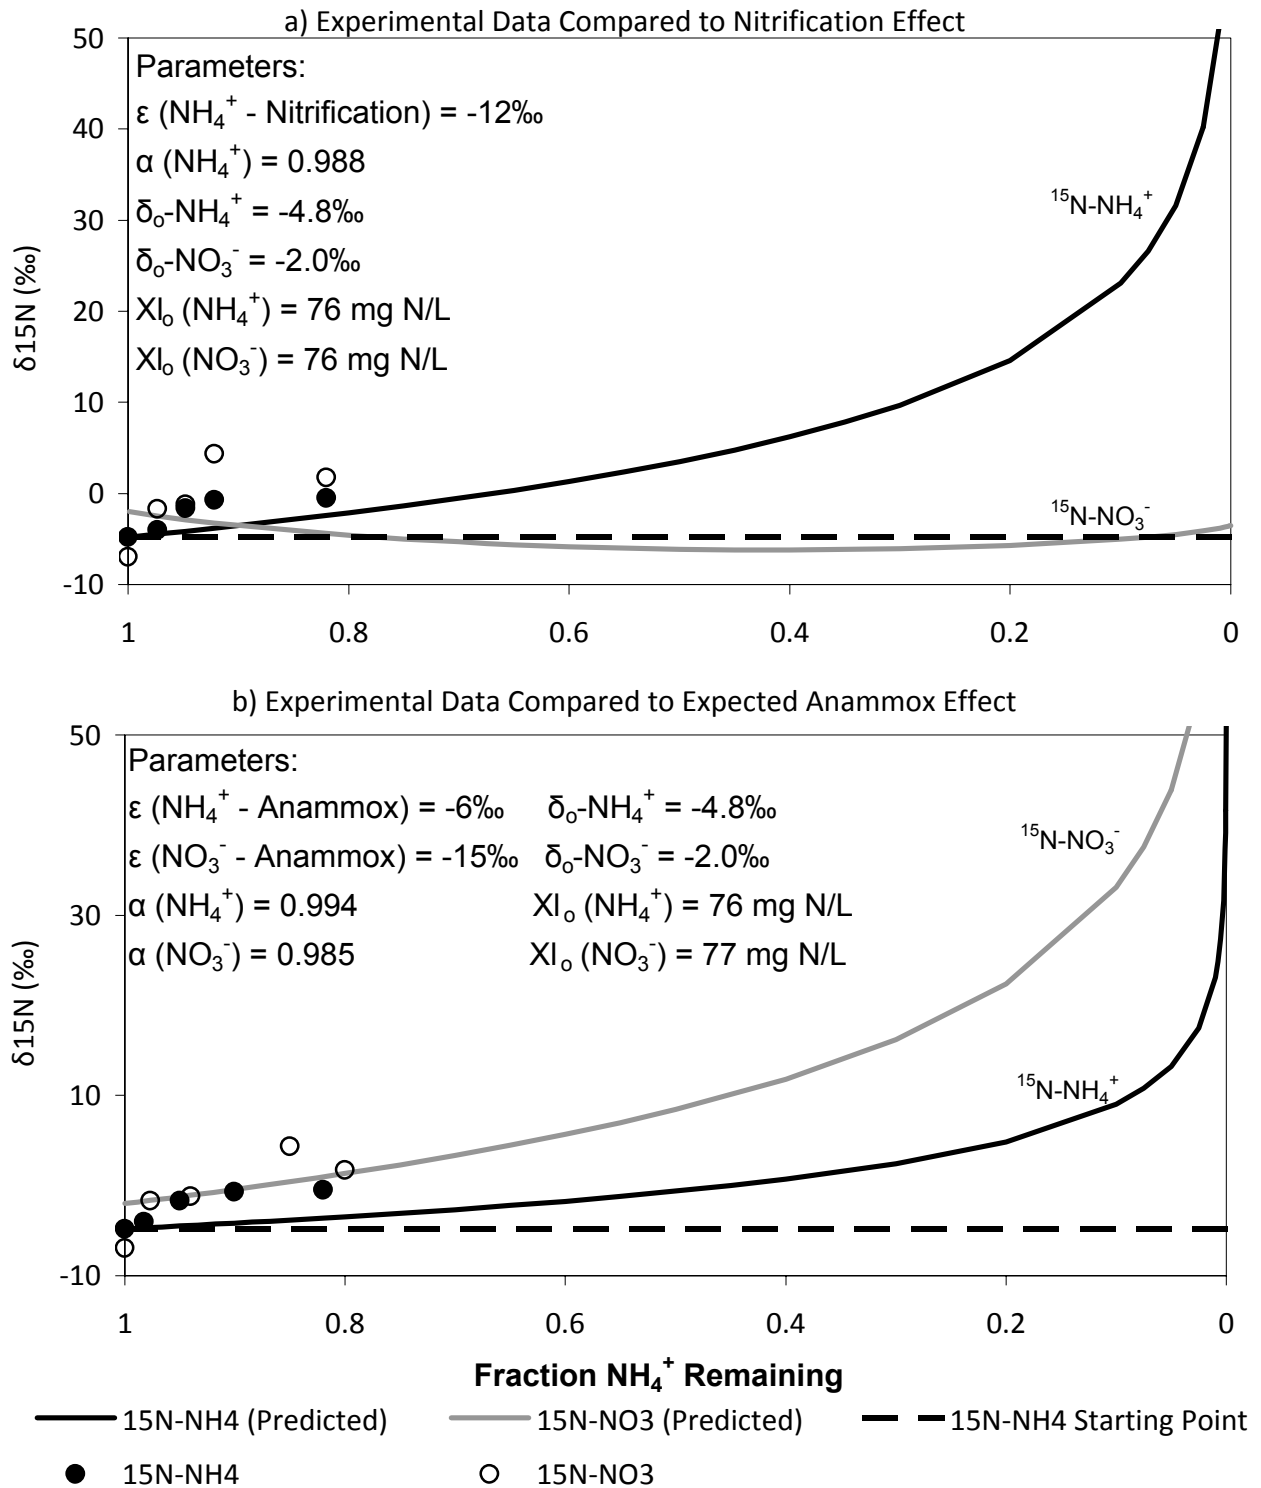 a) Experimental Data Compared to Nitrification Effect
50
Parameters:
ε (NH₄⁺ - Nitrification) = -12‰
40
α (NH₄⁺) = 0.988
¹⁵N-NH₄⁺
30
δₒ-NH₄⁺ = -4.8‰
δₒ-NO₃⁻ = -2.0‰
δ15N (‰)
20
Xlₒ (NH₄⁺) = 76 mg N/L
Xlₒ (NO₃⁻) = 76 mg N/L
10
0
¹⁵N-NO₃⁻
-10
1 0.8 0.6 0.4 0.2 0
b) Experimental Data Compared to Expected Anammox Effect
50
Parameters:
ε (NH₄⁺ - Anammox) = -6‰ δₒ-NH₄⁺ = -4.8‰
¹⁵N-NO₃⁻
ε (NO₃⁻ - Anammox) = -15‰ δₒ-NO₃⁻ = -2.0‰
30
α (NH₄⁺) = 0.994 Xlₒ (NH₄⁺) = 76 mg N/L
α (NO₃⁻) = 0.985 Xlₒ (NO₃⁻) = 77 mg N/L
δ15N (‰)
10
¹⁵N-NH₄⁺
-10
1 0.8 0.6 0.4 0.2 0
Fraction NH₄⁺ Remaining
15N-NH4 (Predicted) 15N-NO3 (Predicted) 15N-NH4 Starting Point
15N-NH4 15N-NO3